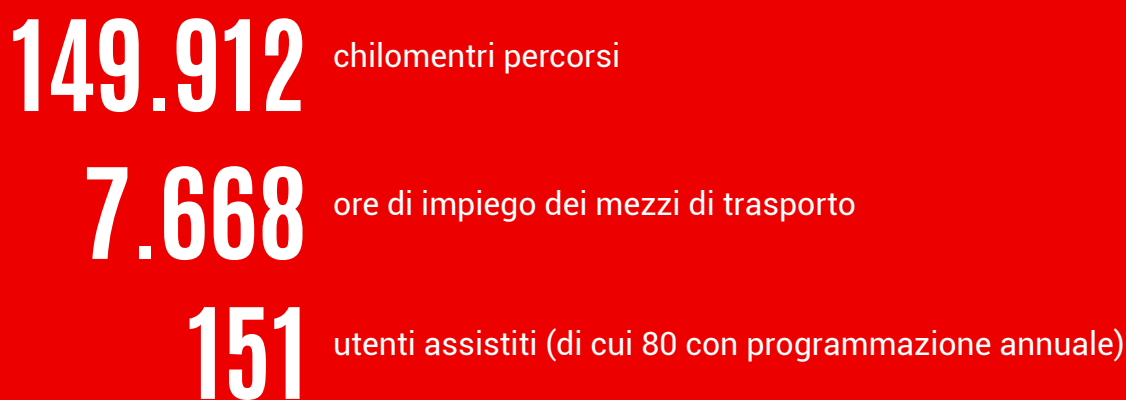 149.912 chilomentri percorsi
7.668 ore di impiego dei mezzi di trasporto
151 utenti assistiti (di cui 80 con programmazione annuale)